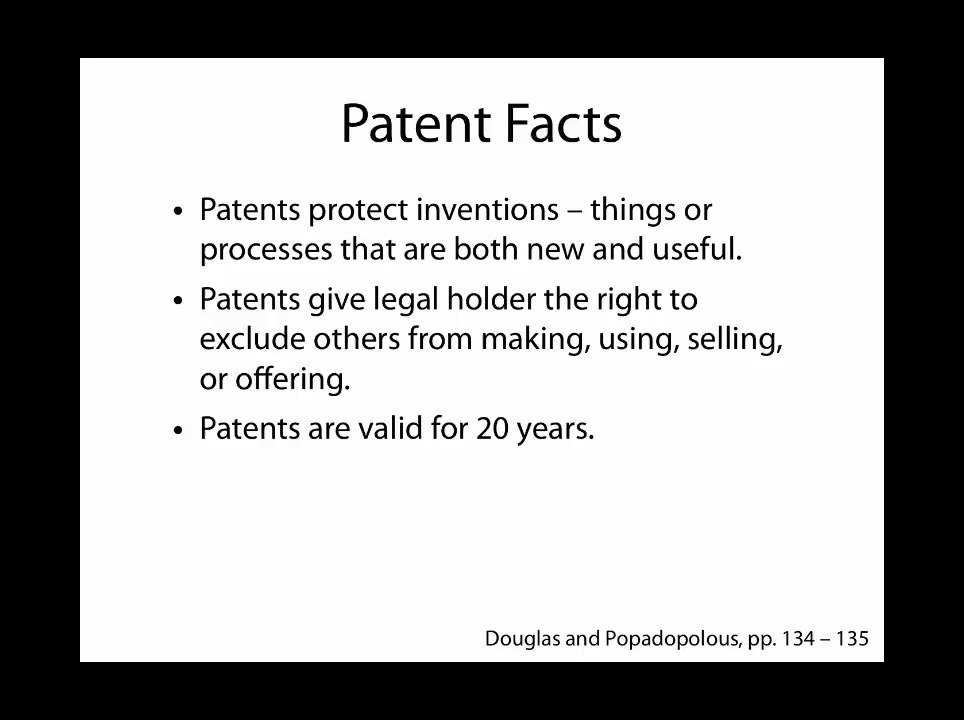 Patent Facts
• Patents protect inventions – things or
processes that are both new and useful.
• Patents give legal holder the right to
exclude others from making, using, selling,
or offering.
• Patents are valid for 20 years.
Douglas and Popadopolous, pp. 134 – 135